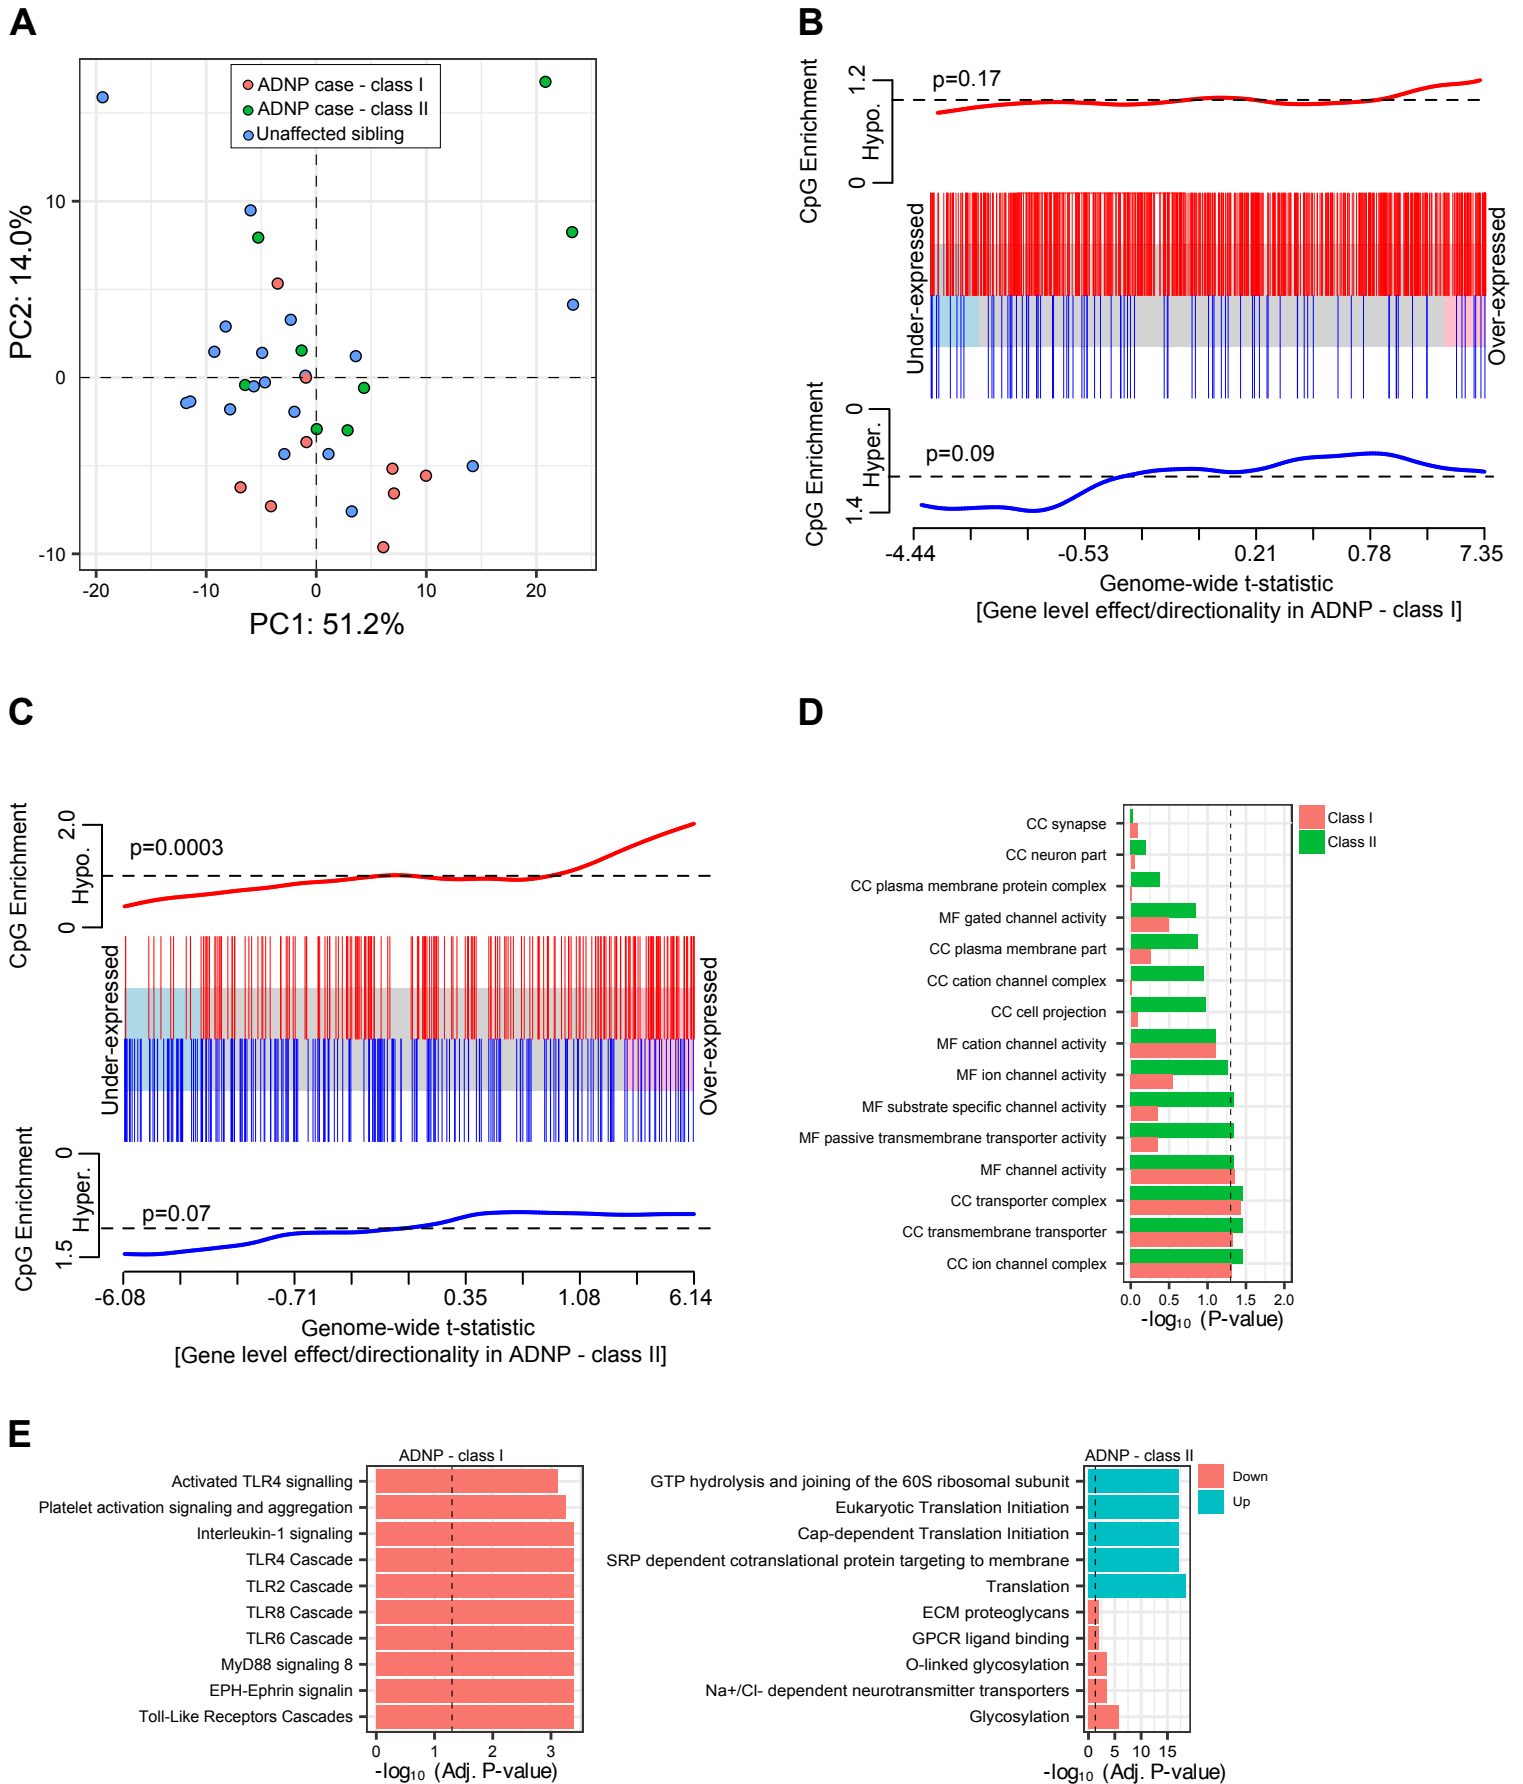 A
ADNP case - class I
ADNP case - class II
Unaffected sibling
PC2: 14.0%
10
0
-10
-20
-10
0
10
20
PC1: 51.2%
B
CpG Enrichment
Hypo.
1.2
0
p=0.17
Under-expressed
Over-expressed
CpG Enrichment
Hyper.
0
1.4
p=0.09
-4.44
-0.53
0.21
0.78
7.35
Genome-wide t-statistic
[Gene level effect/directionality in ADNP - class I]
C
CpG Enrichment
Hypo.
2.0
0
p=0.0003
Under-expressed
Over-expressed
CpG Enrichment
Hyper.
0
1.5
p=0.07
-6.08
-0.71
0.35
1.08
6.14
Genome-wide t-statistic
[Gene level effect/directionality in ADNP - class II]
D
CC synapse
CC neuron part
CC plasma membrane protein complex
MF gated channel activity
CC plasma membrane part
CC cation channel complex
CC cell projection
MF cation channel activity
MF ion channel activity
MF substrate specific channel activity
MF passive transmembrane transporter activity
MF channel activity
CC transporter complex
CC transmembrane transporter
CC ion channel complex
0.0
0.5
1.0
1.5
2.0
-log₁₀ (P-value)
Class I
Class II
E
ADNP - class I
Activated TLR4 signalling
Platelet activation signaling and aggregation
Interleukin-1 signaling
TLR4 Cascade
TLR2 Cascade
TLR8 Cascade
TLR6 Cascade
MyD88 signaling 8
EPH-Ephrin signalin
Toll-Like Receptors Cascades
0
1
2
3
-log₁₀ (Adj. P-value)
ADNP - class II
GTP hydrolysis and joining of the 60S ribosomal subunit
Eukaryotic Translation Initiation
Cap-dependent Translation Initiation
SRP dependent cotranslational protein targeting to membrane
Translation
ECM proteoglycans
GPCR ligand binding
O-linked glycosylation
Na+/Cl- dependent neurotransmitter transporters
Glycosylation
0
5
10
15
-log₁₀ (Adj. P-value)
Down
Up